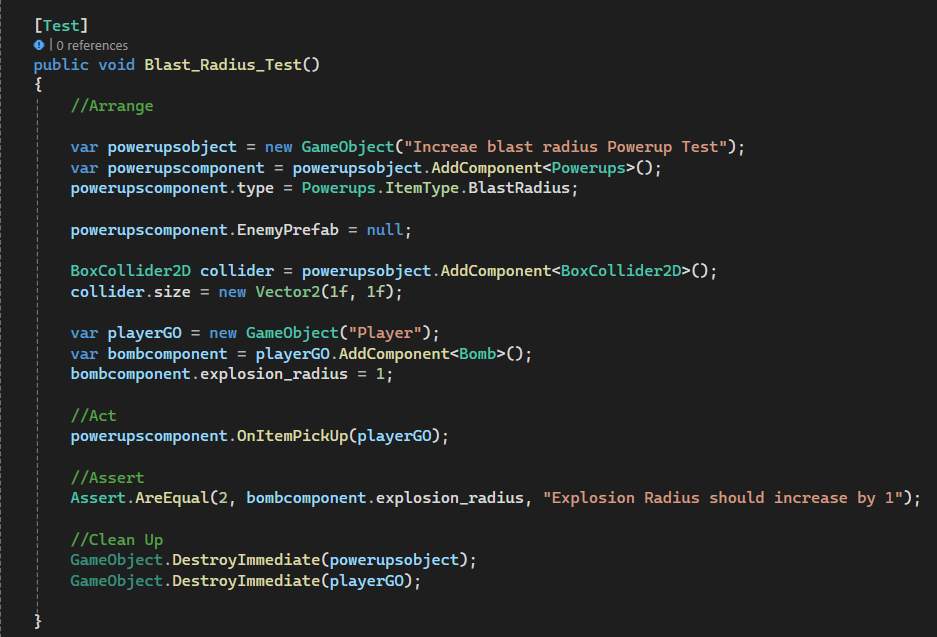 [Test]
| 0 references
public void Blast_Radius_Test()
{
//Arrange
var powerupsobject = new GameObject("Increae blast radius Powerup Test");
var powerupscomponent = powerupsobject.AddComponent<Powerups>();
powerupscomponent.type = Powerups.ItemType.BlastRadius;
powerupscomponent.EnemyPrefab = null;
BoxCollider2D collider = powerupsobject.AddComponent<BoxCollider2D>();
collider.size = new Vector2(1f, 1f);
var playerGO = new GameObject("Player");
var bombcomponent = playerGO.AddComponent<Bomb>();
bombcomponent.explosion_radius = 1;
//Act
powerupscomponent.OnItemPickUp(playerGO);
//Assert
Assert.AreEqual(2, bombcomponent.explosion_radius, "Explosion Radius should increase by 1");
//Clean Up
GameObject.DestroyImmediate(powerupsobject);
GameObject.DestroyImmediate(playerGO);
}